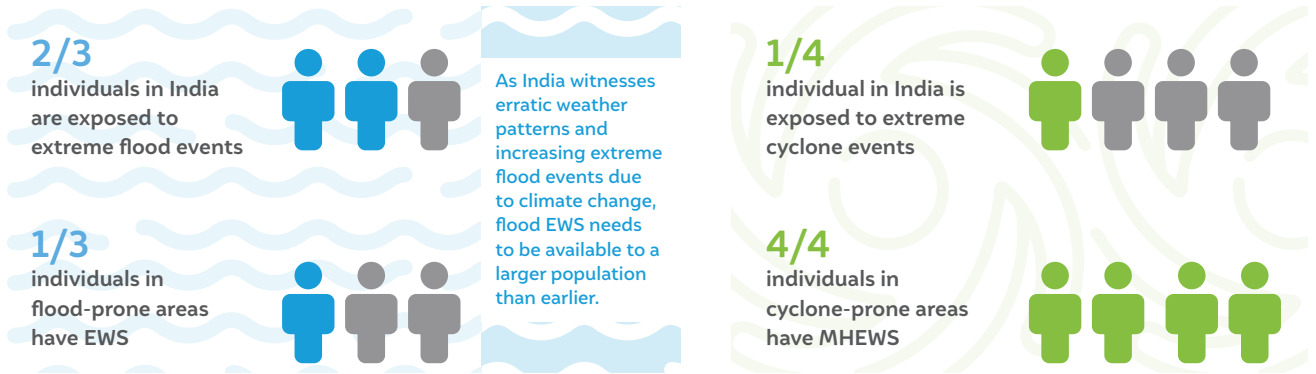 2/3
individuals in India
are exposed to
extreme flood events
1/3
individuals in
flood-prone areas
have EWS
As India witnesses
erratic weather
patterns and
increasing extreme
flood events due
to climate change,
flood EWS needs
to be available to a
larger population
than earlier.
1/4
individual in India is
exposed to extreme
cyclone events
4/4
individuals in
cyclone-prone areas
have MHEWS